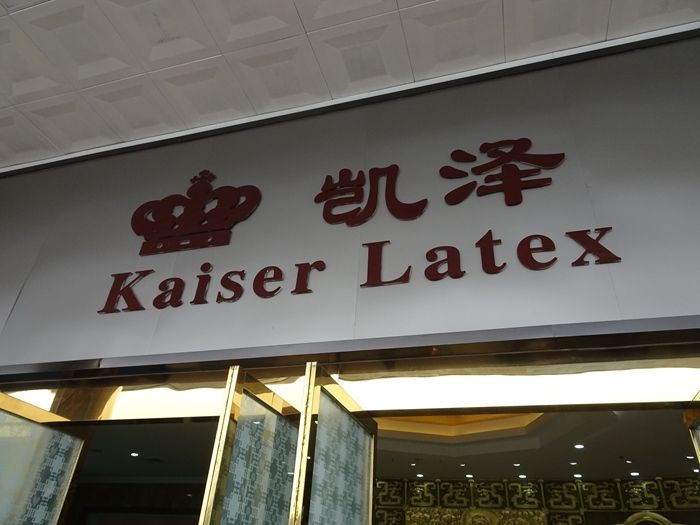 凯泽
Kaiser Latex